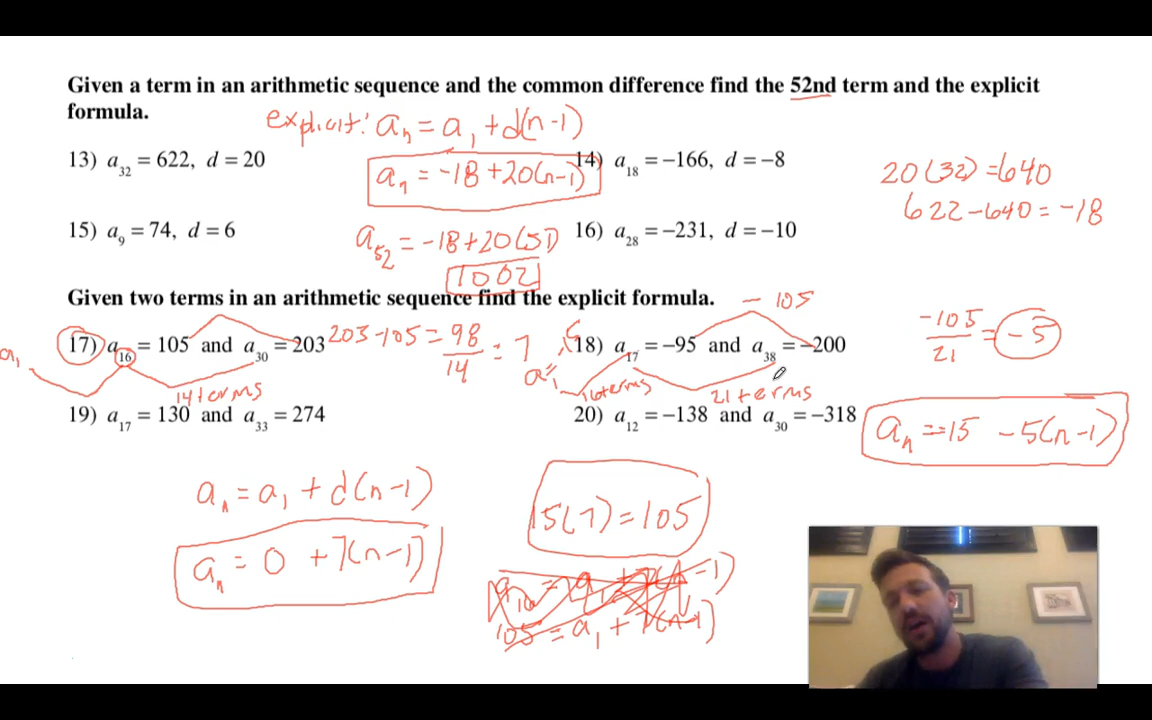 Given a term in an arithmetic sequence and the common difference find the 52nd term and the explicit
formula.
explicit: aₙ = a₁ + d(n-1)
13) a₃₂ = 622, d = 20
aₙ = -18 + 20(n-1)
14) a₁₈ = −166, d = −8
20(32) = 640
622 - 640 = -18
15) a₉ = 74, d = 6
a₅₂ = -18 + 20(51)
1002
16) a₂₈ = −231, d = −10
Given two terms in an arithmetic sequence find the explicit formula.
- 105
17) a₁₆ = 105 and a₃₀ = 203
203 - 105 = 98/14 = 7
18) a₁₇ = −95 and a₃₈ = −200
-105/21 = -5
a₁
14 terms
a₁
16 terms
21 terms
19) a₁₇ = 130 and a₃₃ = 274
20) a₁₂ = −138 and a₃₀ = −318
aₙ = -15 - 5(n-1)
aₙ = a₁ + d(n-1)
15(7) = 105
aₙ = 0 + 7(n-1)
105 = a₁ + 7(n-1)